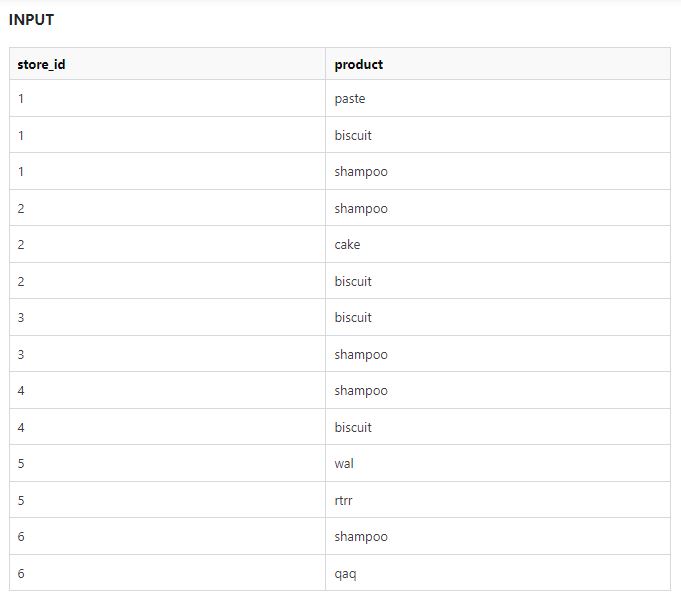 INPUT
store_id product
1 paste
1 biscuit
1 shampoo
2 shampoo
2 cake
2 biscuit
3 biscuit
3 shampoo
4 shampoo
4 biscuit
5 wal
5 rtrr
6 shampoo
6 qaq